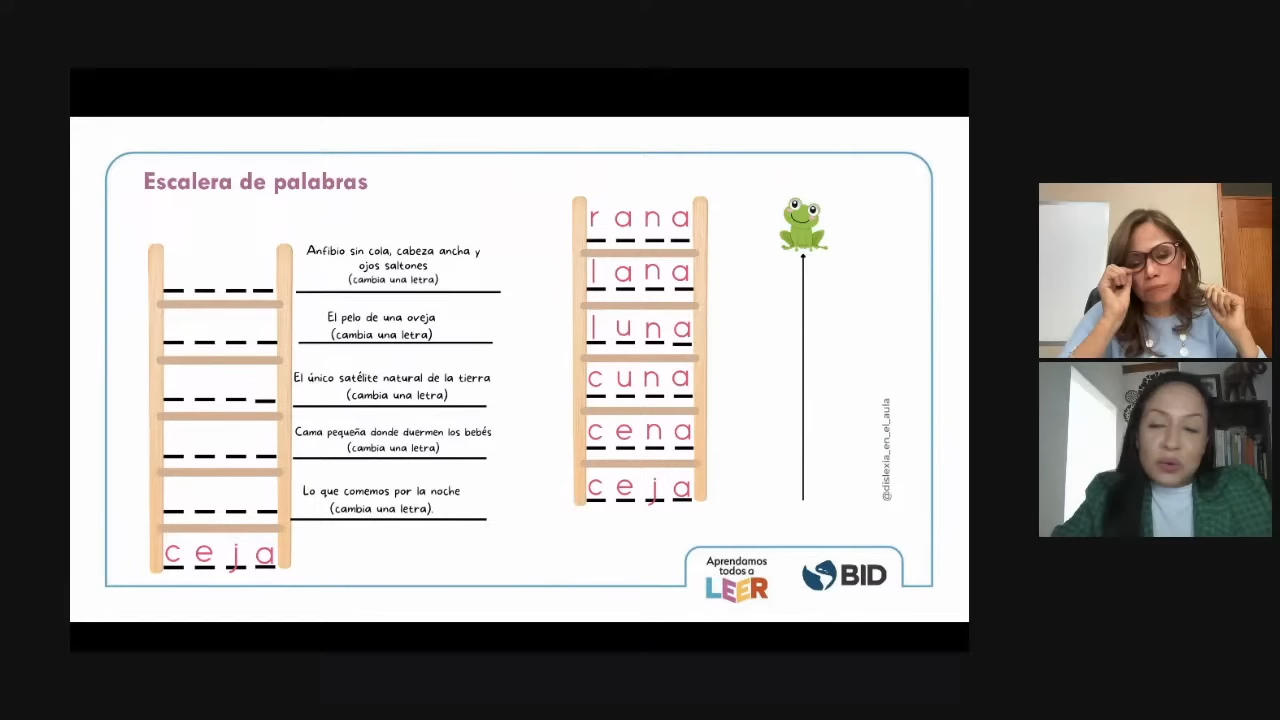 Escalera de palabras
Anfibio sin cola, cabeza ancha y
ojos saltones
(cambia una letra)
El pelo de una oveja
(cambia una letra)
El único satélite natural de la tierra
(cambia una letra)
Cama pequeña donde duermen los bebés
(cambia una letra)
Lo que comemos por la noche
(cambia una letra).
ceja
rana
lana
luna
cuna
cena
ceja
@dislexia_en_el_aula
Aprendamos
todos a
LEER
BID